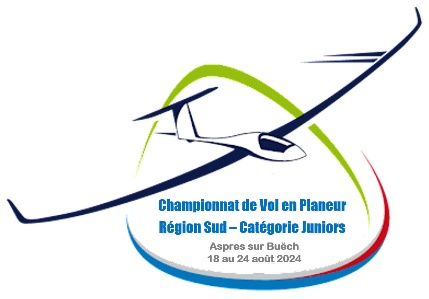 Championnat de Vol en Planeur
Région Sud – Catégorie Juniors
Aspres sur Buëch
18 au 24 août 2024